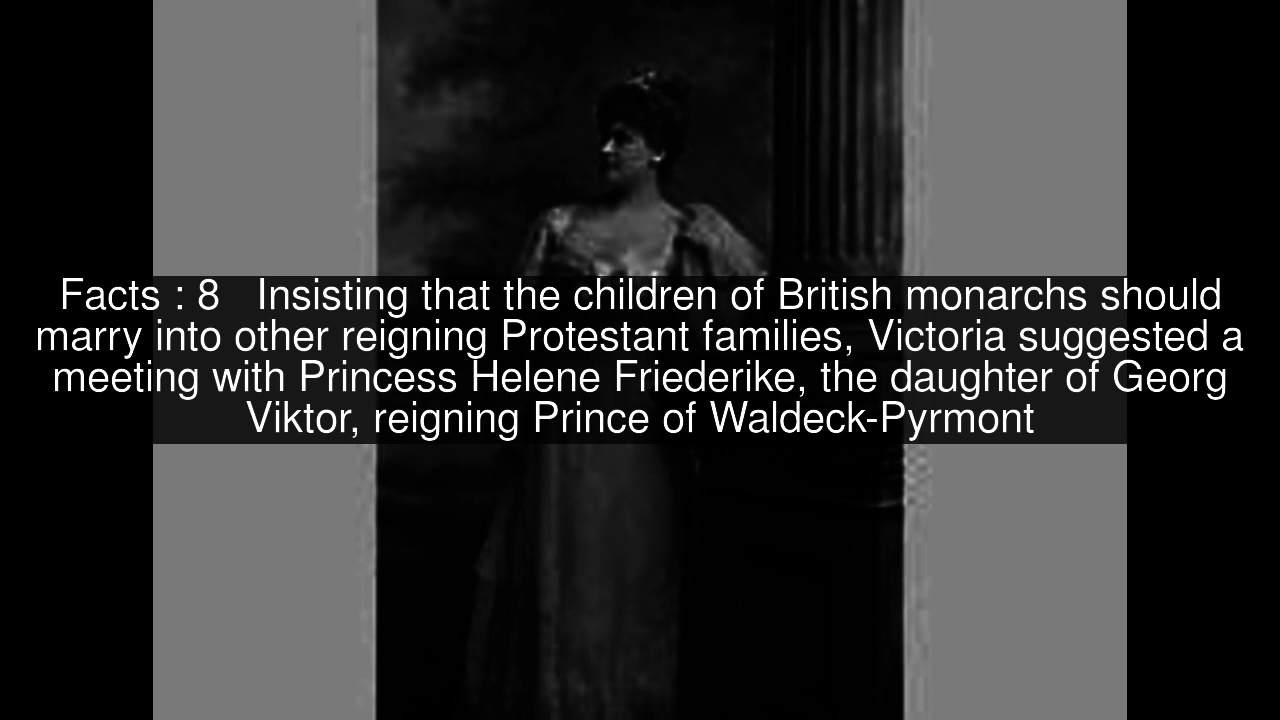 Facts : 8   Insisting that the children of British monarchs should
marry into other reigning Protestant families, Victoria suggested a
meeting with Princess Helene Friederike, the daughter of Georg
Viktor, reigning Prince of Waldeck-Pyrmont